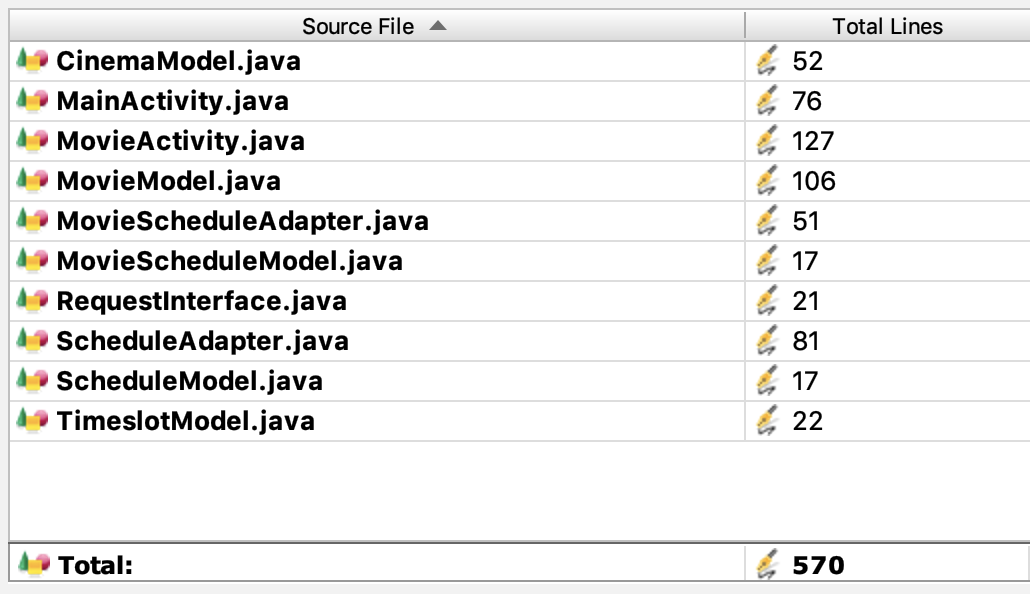 Source File Total Lines
CinemaModel.java 52
MainActivity.java 76
MovieActivity.java 127
MovieModel.java 106
MovieScheduleAdapter.java 51
MovieScheduleModel.java 17
RequestInterface.java 21
ScheduleAdapter.java 81
ScheduleModel.java 17
TimeslotModel.java 22
Total: 570